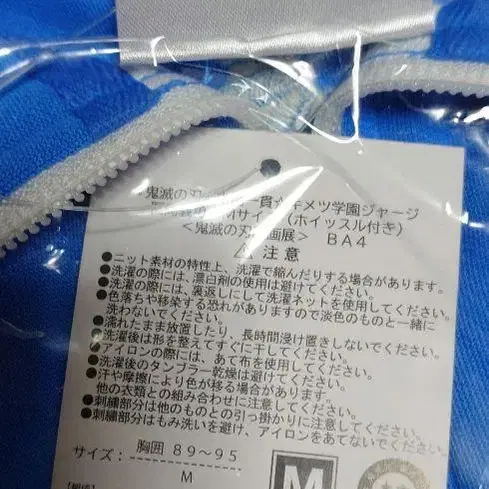 鬼滅の刃 一貫☆キメツ学園ジャージ
Mサイズ (ホイッスル付き)
<鬼滅の刃 画展> BA4
⚠ 注意
●ニット素材の特性上、洗濯で縮んだりする場合があります。
●洗濯の際には、漂白剤の使用は避けてください。
●洗濯の際には、裏返しにして洗濯ネットを使用してください。
●色落ちや移染する恐れがありますので淡色のものと一緒に
洗わないでください。
●濡れたまま放置したり、長時間浸け置きしないでください。
●洗濯後は形を整えてすぐに干してください。
●アイロンの際には、あて布を使用してください。
●洗濯後のタンブラー乾燥は避けてください。
●汗や摩擦により色が移る場合があります。
他の衣類との組み合わせに注意してください。
●刺繍部分は他のものとの引っ掛かりに注意してください。
●刺繍部分はもみ洗いを避け、アイロンをあてないでください。
サイズ: 胸囲 89~95
M
M